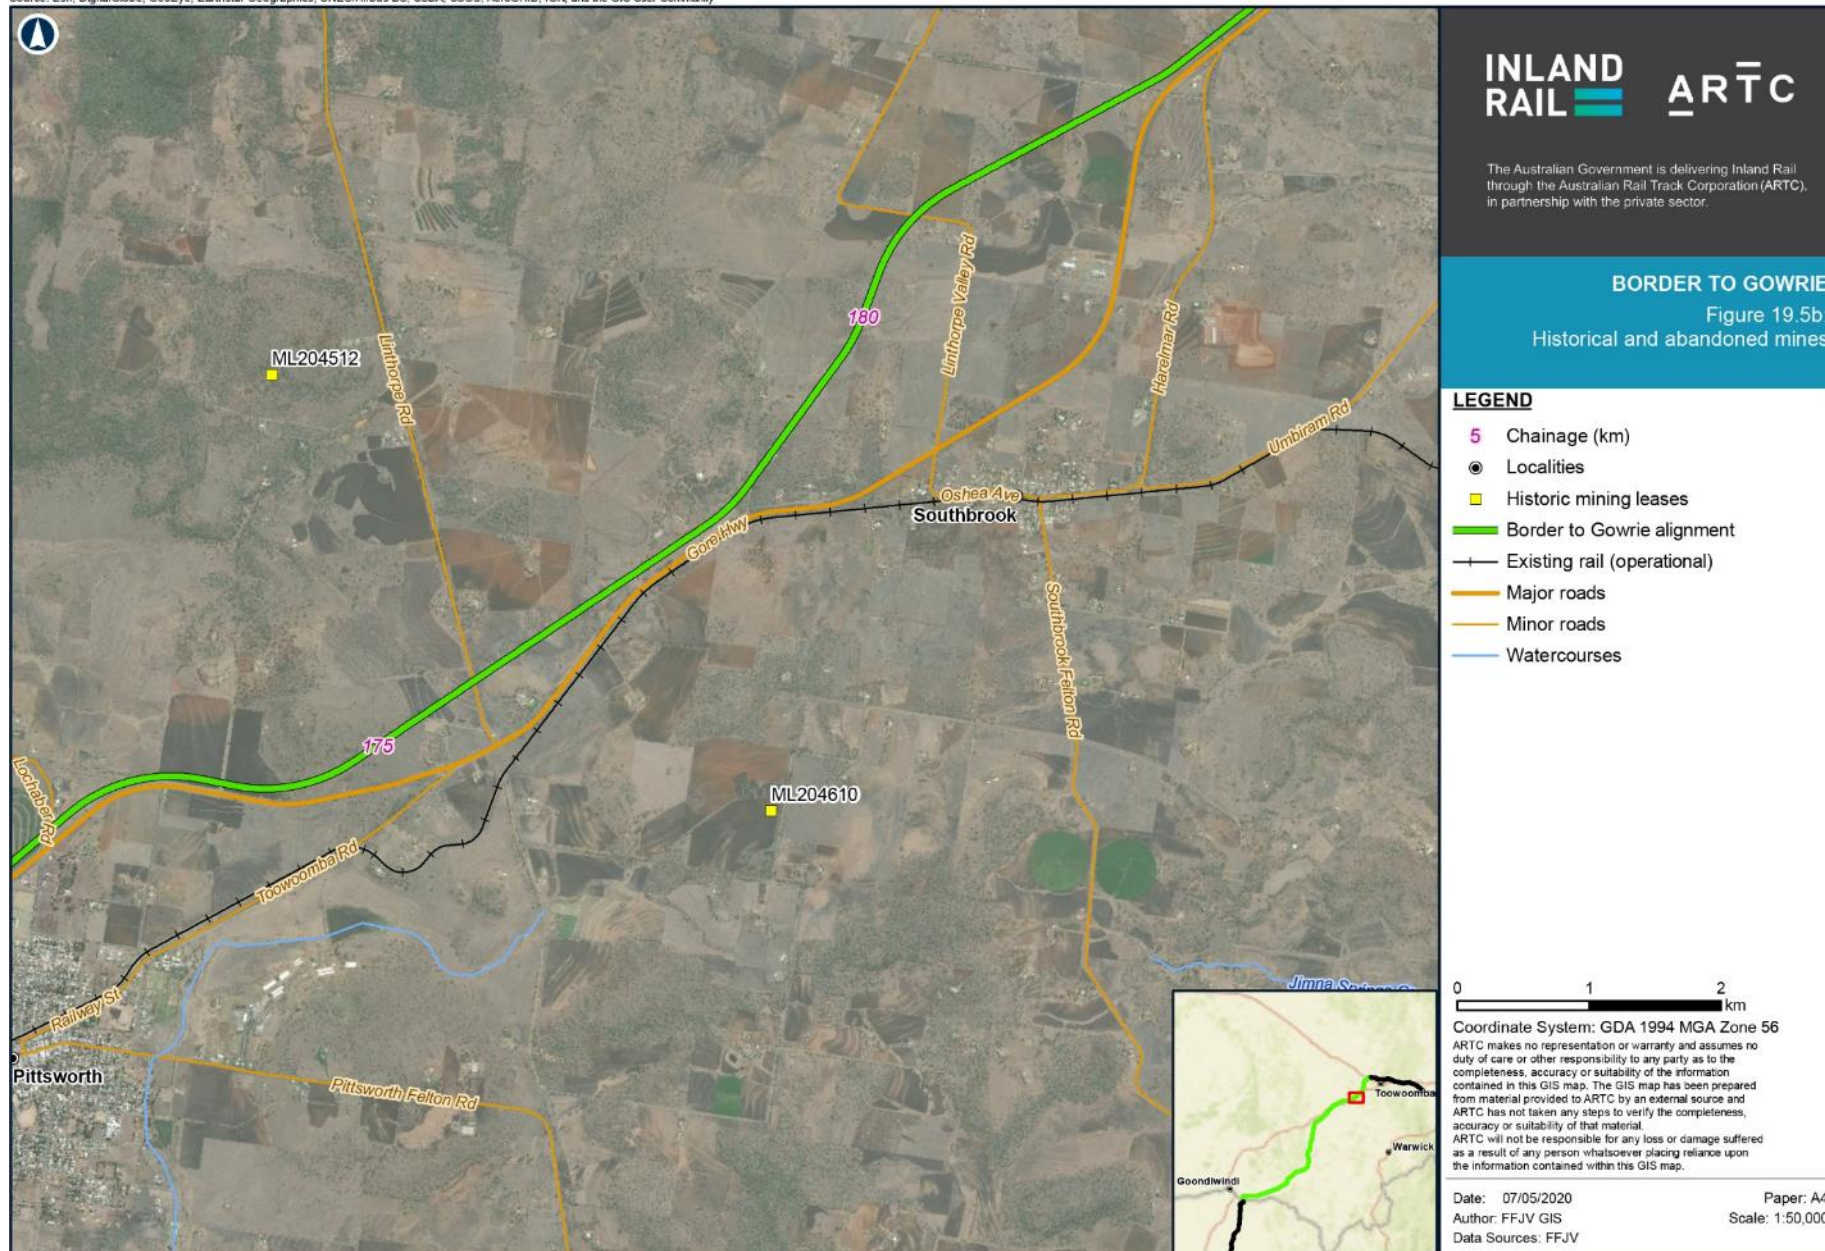 INLAND
RAIL
ARTC
The Australian Government is delivering Inland Rail
through the Australian Rail Track Corporation (ARTC),
in partnership with the private sector.
BORDER TO GOWRIE
Figure 19.5b
Historical and abandoned mines
LEGEND
5 Chainage (km)
Localities
Historic mining leases
Border to Gowrie alignment
Existing rail (operational)
Major roads
Minor roads
Watercourses
0 1 2 km
Coordinate System: GDA 1994 MGA Zone 56
ARTC makes no representation or warranty and assumes no
duty of care or other responsibility to any party as to the
completeness, accuracy or suitability of the information
contained in this GIS map. The GIS map has been prepared
from material provided to ARTC by an external source and
ARTC has not taken any steps to verify the completeness,
accuracy or suitability of that material.
ARTC will not be responsible for any loss or damage suffered
as a result of any person whatsoever placing reliance upon
the information contained within this GIS map.
Date: 07/05/2020
Paper: A4
Author: FFJV GIS
Scale: 1:50,000
Data Sources: FFJV
ML204512
Linthorpe Rd
180
Linthorpe Valley Rd
Harelmar Rd
Umbiram Rd
Oshea Ave
Southbrook
Gore Hwy
Southbrook Felton Rd
175
Lochaber Rd
ML204610
Toowoomba Rd
Railway St
Pittsworth
Pittsworth Felton Rd
Jimna Springs
Toowoomba
Warwick
Goondiwindi